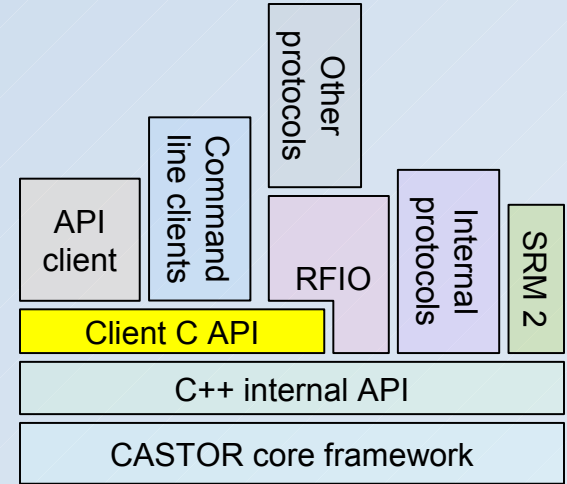 Other
protocols
Command
line clients
API
client
RFIO
Internal
protocols
SRM 2
Client C API
C++ internal API
CASTOR core framework